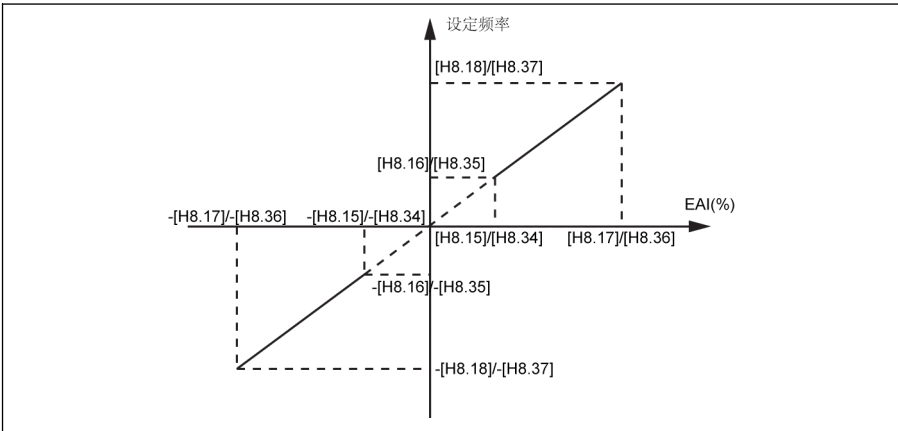 设定频率
[H8.18]/[H8.37]
[H8.16]/[H8.35]
EAI(%)
-[H8.17]/-[H8.36]
-[H8.15]/-[H8.34]
[H8.15]/[H8.34]
[H8.17]/[H8.36]
-[H8.16]/-[H8.35]
-[H8.18]/-[H8.37]